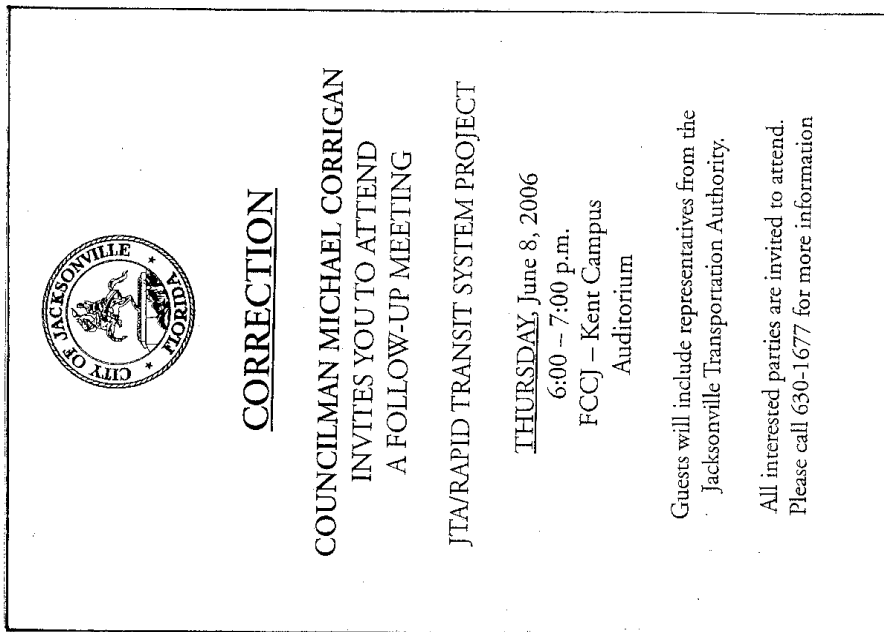 CITY OF JACKSONVILLE
FLORIDA
CORRECTION
COUNCILMAN MICHAEL CORRIGAN
INVITES YOU TO ATTEND
A FOLLOW-UP MEETING
JTA/RAPID TRANSIT SYSTEM PROJECT
THURSDAY, June 8, 2006
6:00 – 7:00 p.m.
FCCJ – Kent Campus
Auditorium
Guests will include representatives from the
Jacksonville Transportation Authority.
All interested parties are invited to attend.
Please call 630-1677 for more information